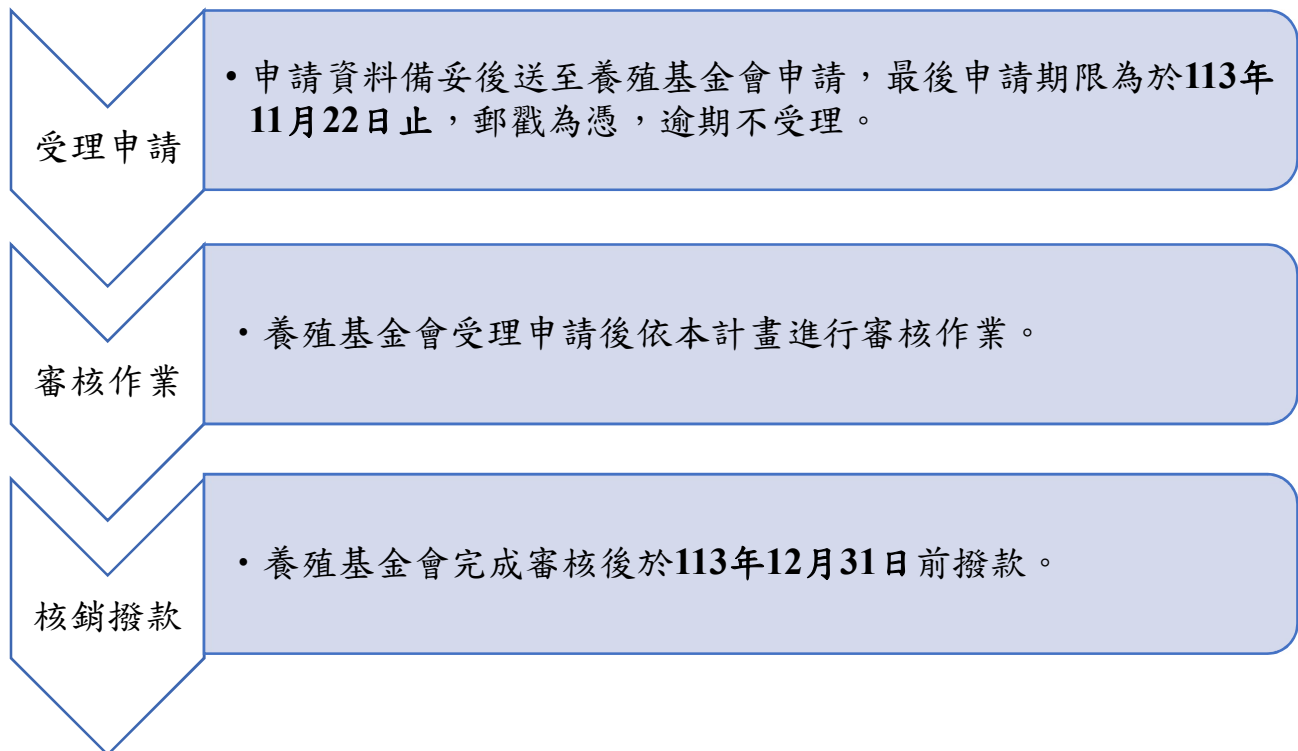 受理申請
•申請資料備妥後送至養殖基金會申請，最後申請期限為於113年
11月22日止，郵戳為憑，逾期不受理。
審核作業
•養殖基金會受理申請後依本計畫進行審核作業。
核銷撥款
•養殖基金會完成審核後於113年12月31日前撥款。